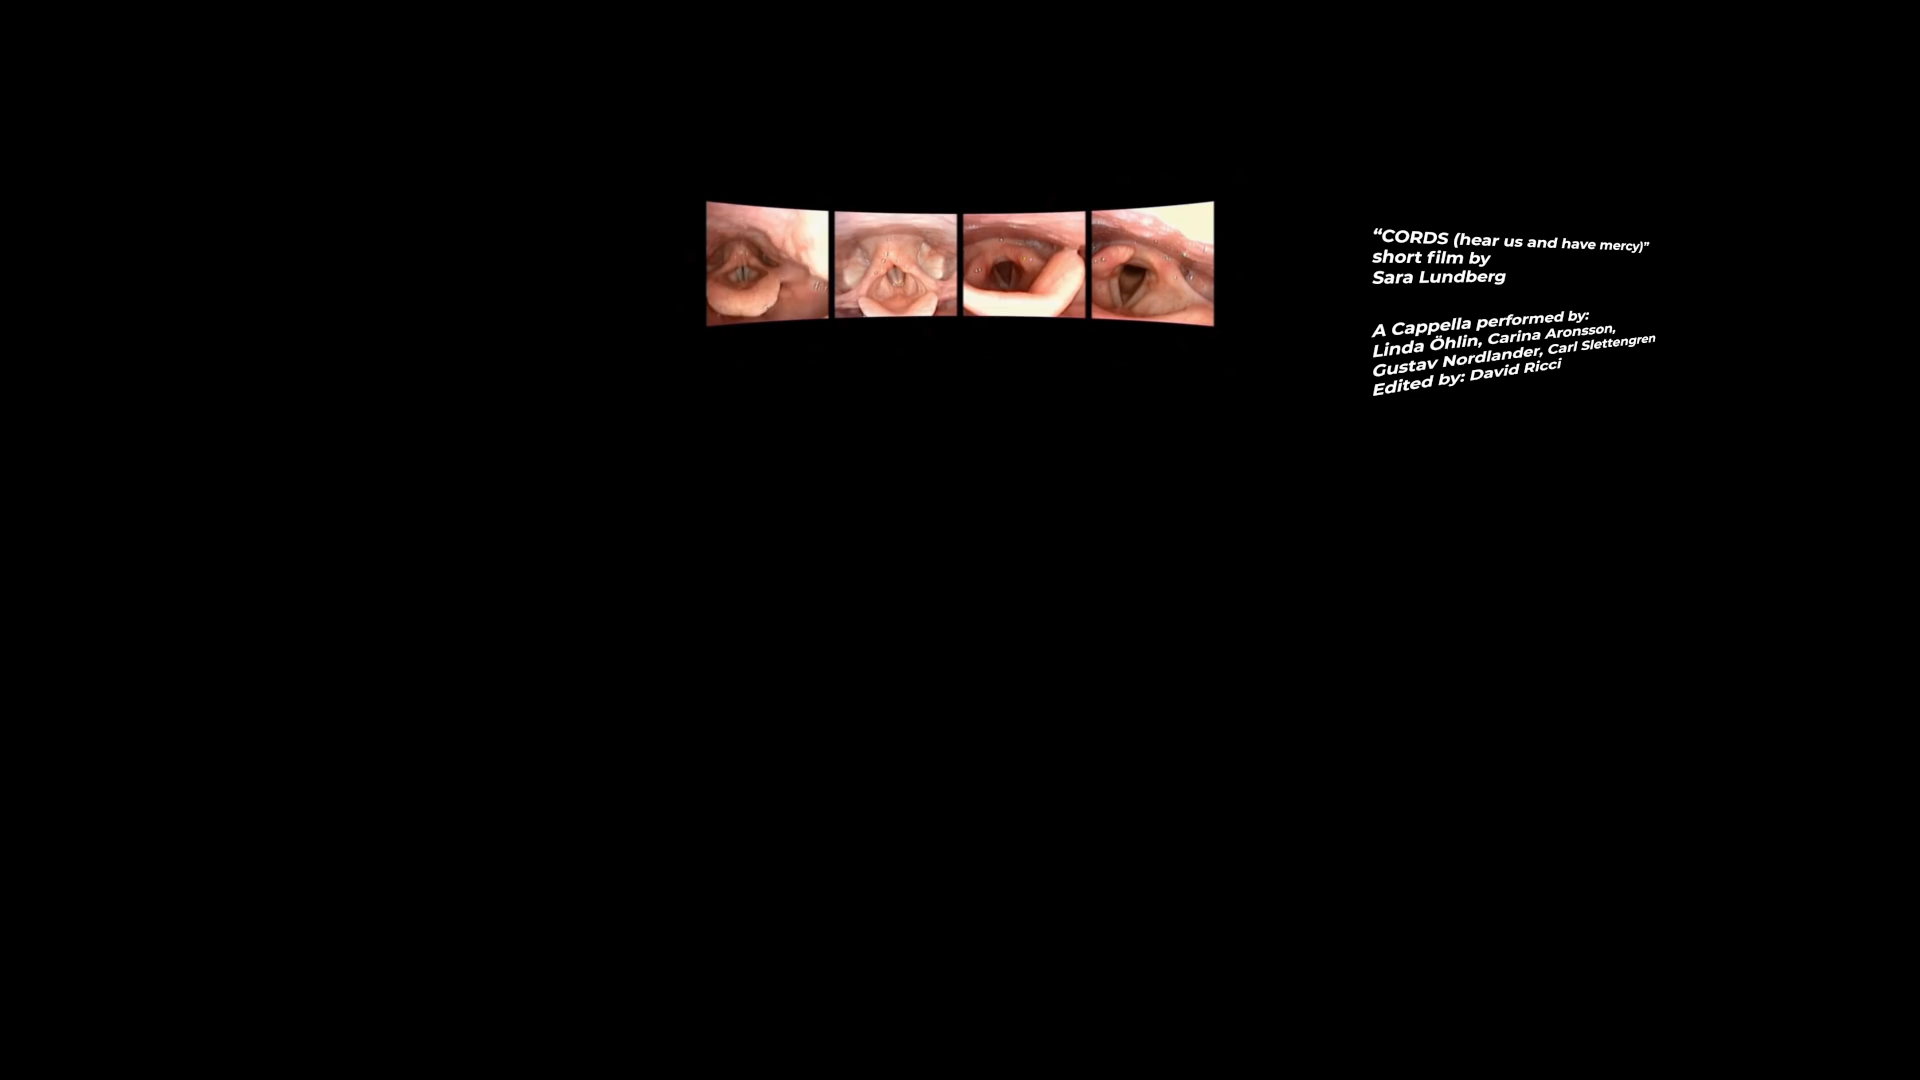 “CORDS (hear us and have mercy)”
short film by
Sara Lundberg
A Cappella performed by:
Linda Öhlin, Carina Aronsson,
Gustav Nordlander, Carl Slettengren
Edited by: David Ricci